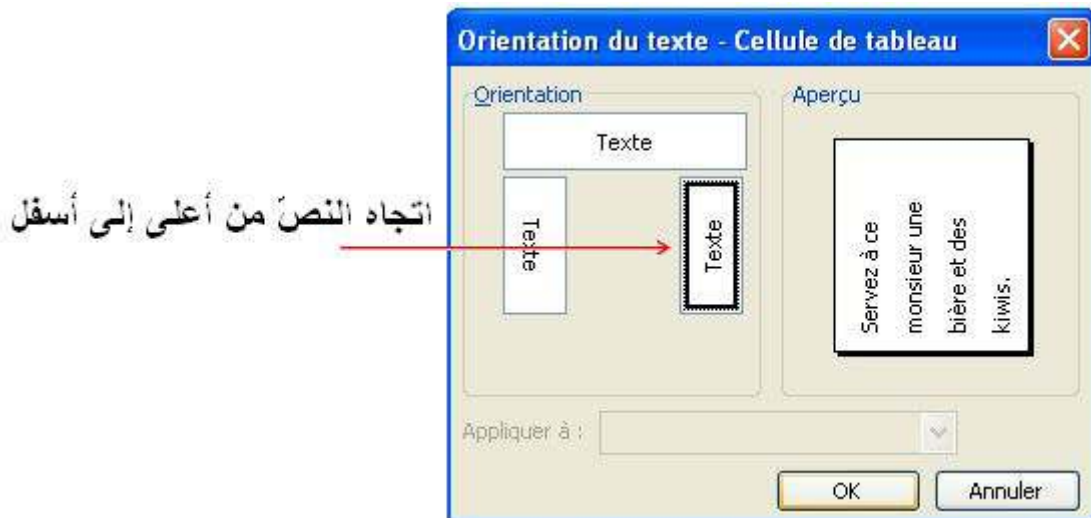 Orientation du texte - Cellule de tableau
Orientation
Aperçu
Texte
Texte
Texte
اتجاه النصّ من أعلى إلى أسفل
Servez à ce
monsieur une
bière et des
kiwis.
Appliquer à :
OK
Annuler